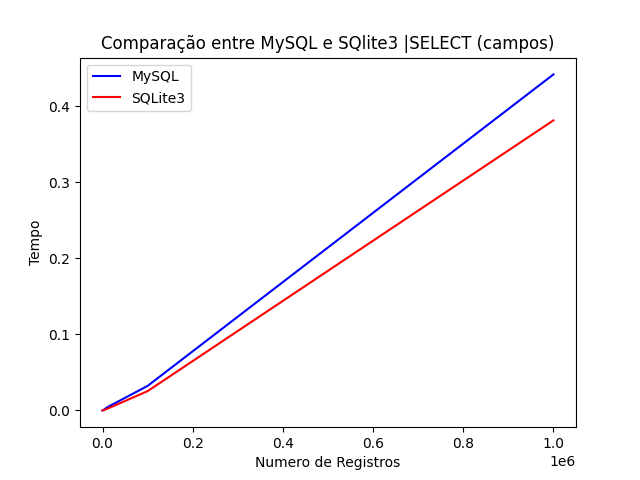 Comparação entre MySQL e SQlite3 |SELECT (campos)
MySQL
SQLite3
0.4
0.3
0.2
0.1
0.0
Tempo
0.0 0.2 0.4 0.6 0.8 1.0
1e6
Numero de Registros